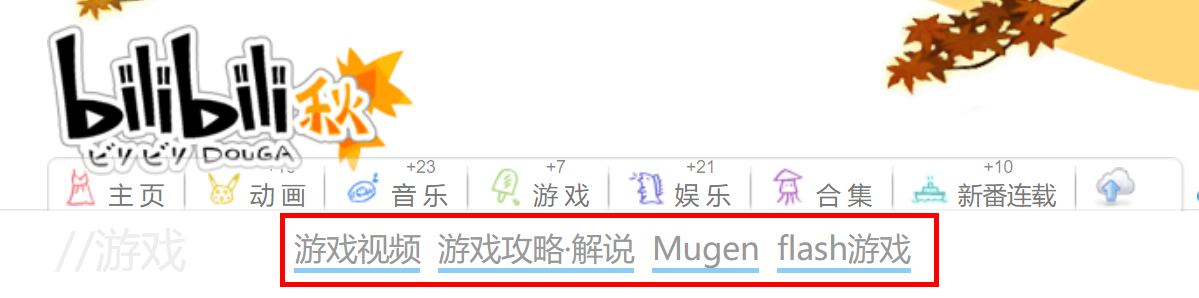 bilibili 秋
ビリビリ DOUGA
+23 +7 +21 +10
主页 动画 音乐 游戏 娱乐 合集 新番连载
//游戏 游戏视频 游戏攻略·解说 Mugen flash游戏